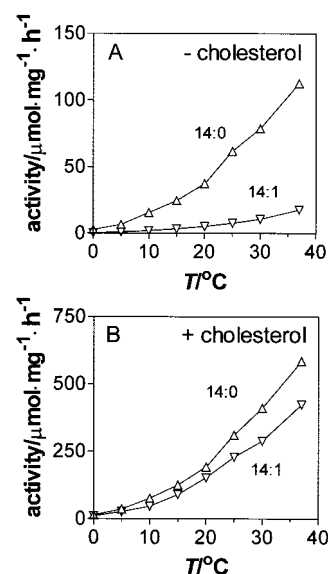 A
- cholesterol
150
100
50
0
14:0
14:1
0 10 20 30 40
T/°C
activity/μmol·mg⁻¹·h⁻¹
B
+ cholesterol
750
500
250
0
14:0
14:1
0 10 20 30 40
T/°C
activity/μmol·mg⁻¹·h⁻¹